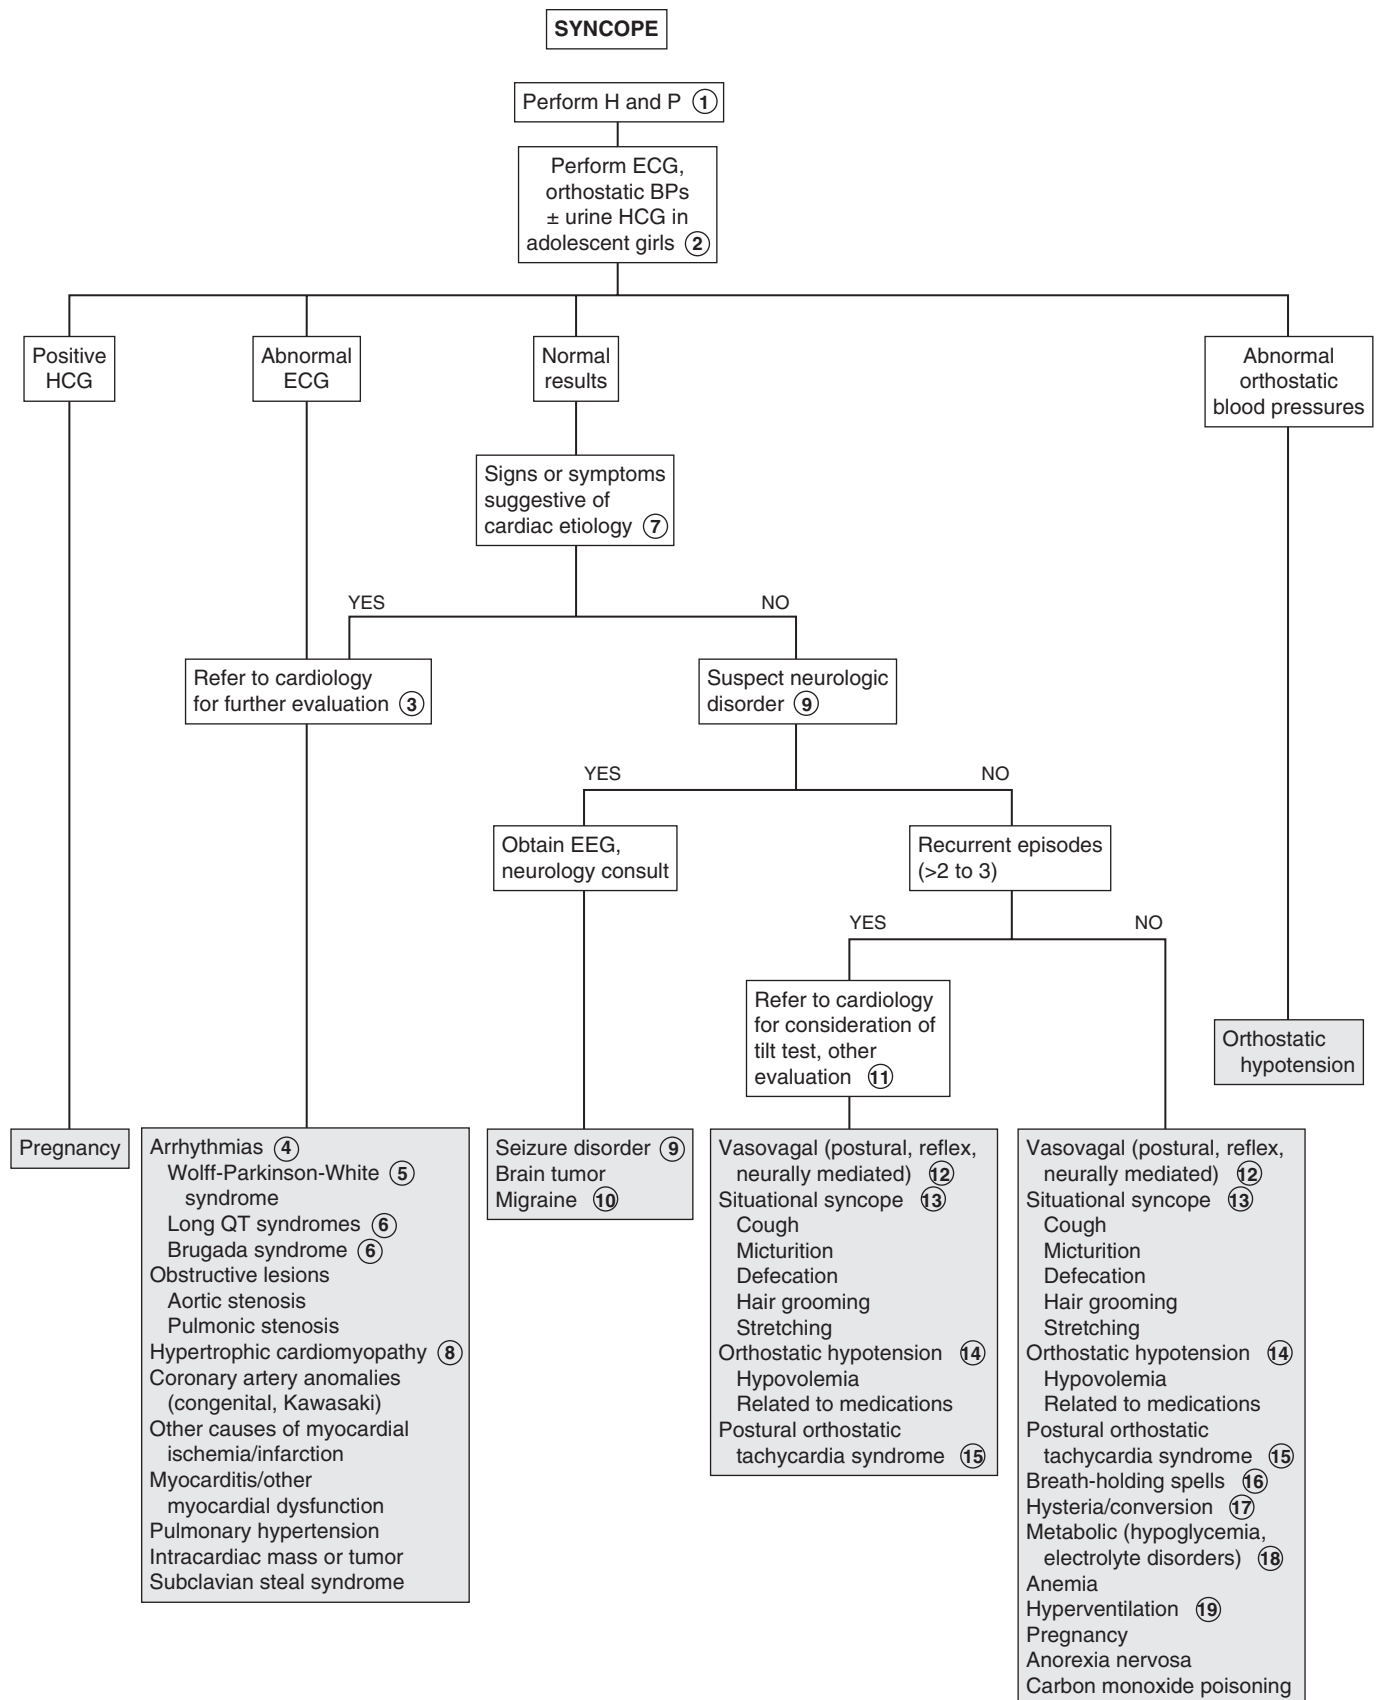 SYNCOPE
Perform H and P 1
Perform ECG,
orthostatic BPs
± urine HCG in
adolescent girls 2
Positive
HCG
Abnormal
ECG
Normal
results
Abnormal
orthostatic
blood pressures
Signs or symptoms
suggestive of
cardiac etiology 7
YES
NO
Refer to cardiology
for further evaluation 3
Suspect neurologic
disorder 9
YES
NO
Obtain EEG,
neurology consult
Recurrent episodes
(>2 to 3)
YES
NO
Refer to cardiology
for consideration of
tilt test, other
evaluation 11
Orthostatic
hypotension
Pregnancy
Arrhythmias 4
Wolff-Parkinson-White 5
syndrome
Long QT syndromes 6
Brugada syndrome 6
Obstructive lesions
Aortic stenosis
Pulmonic stenosis
Hypertrophic cardiomyopathy 8
Coronary artery anomalies
(congenital, Kawasaki)
Other causes of myocardial
ischemia/infarction
Myocarditis/other
myocardial dysfunction
Pulmonary hypertension
Intracardiac mass or tumor
Subclavian steal syndrome
Seizure disorder 9
Brain tumor
Migraine 10
Vasovagal (postural, reflex,
neurally mediated) 12
Situational syncope 13
Cough
Micturition
Defecation
Hair grooming
Stretching
Orthostatic hypotension 14
Hypovolemia
Related to medications
Postural orthostatic
tachycardia syndrome 15
Vasovagal (postural, reflex,
neurally mediated) 12
Situational syncope 13
Cough
Micturition
Defecation
Hair grooming
Stretching
Orthostatic hypotension 14
Hypovolemia
Related to medications
Postural orthostatic
tachycardia syndrome 15
Breath-holding spells 16
Hysteria/conversion 17
Metabolic (hypoglycemia,
electrolyte disorders) 18
Anemia
Hyperventilation 19
Pregnancy
Anorexia nervosa
Carbon monoxide poisoning